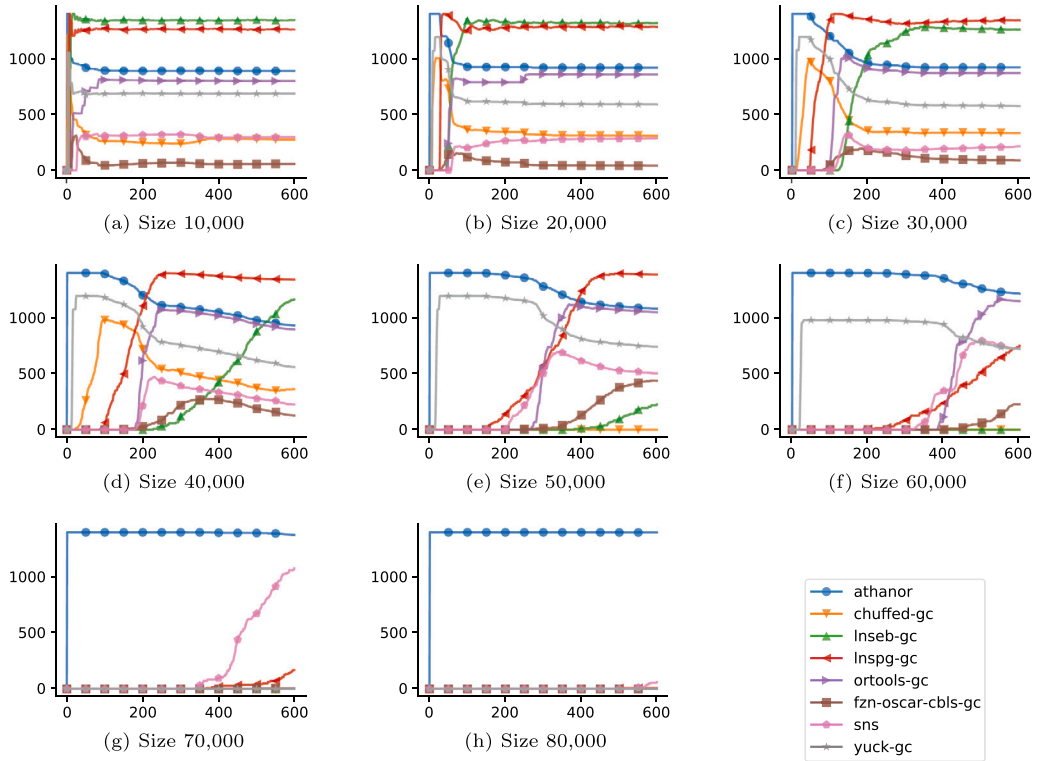 1000
500
0
0 200 400 600
(a) Size 10,000
1000
500
0
0 200 400 600
(b) Size 20,000
1000
500
0
0 200 400 600
(c) Size 30,000
1000
500
0
0 200 400 600
(d) Size 40,000
1000
500
0
0 200 400 600
(e) Size 50,000
1000
500
0
0 200 400 600
(f) Size 60,000
1000
500
0
0 200 400 600
(g) Size 70,000
1000
500
0
0 200 400 600
(h) Size 80,000
athanor
chuffed-gc
lnseb-gc
lnspg-gc
ortools-gc
fzn-oscar-cbls-gc
sns
yuck-gc